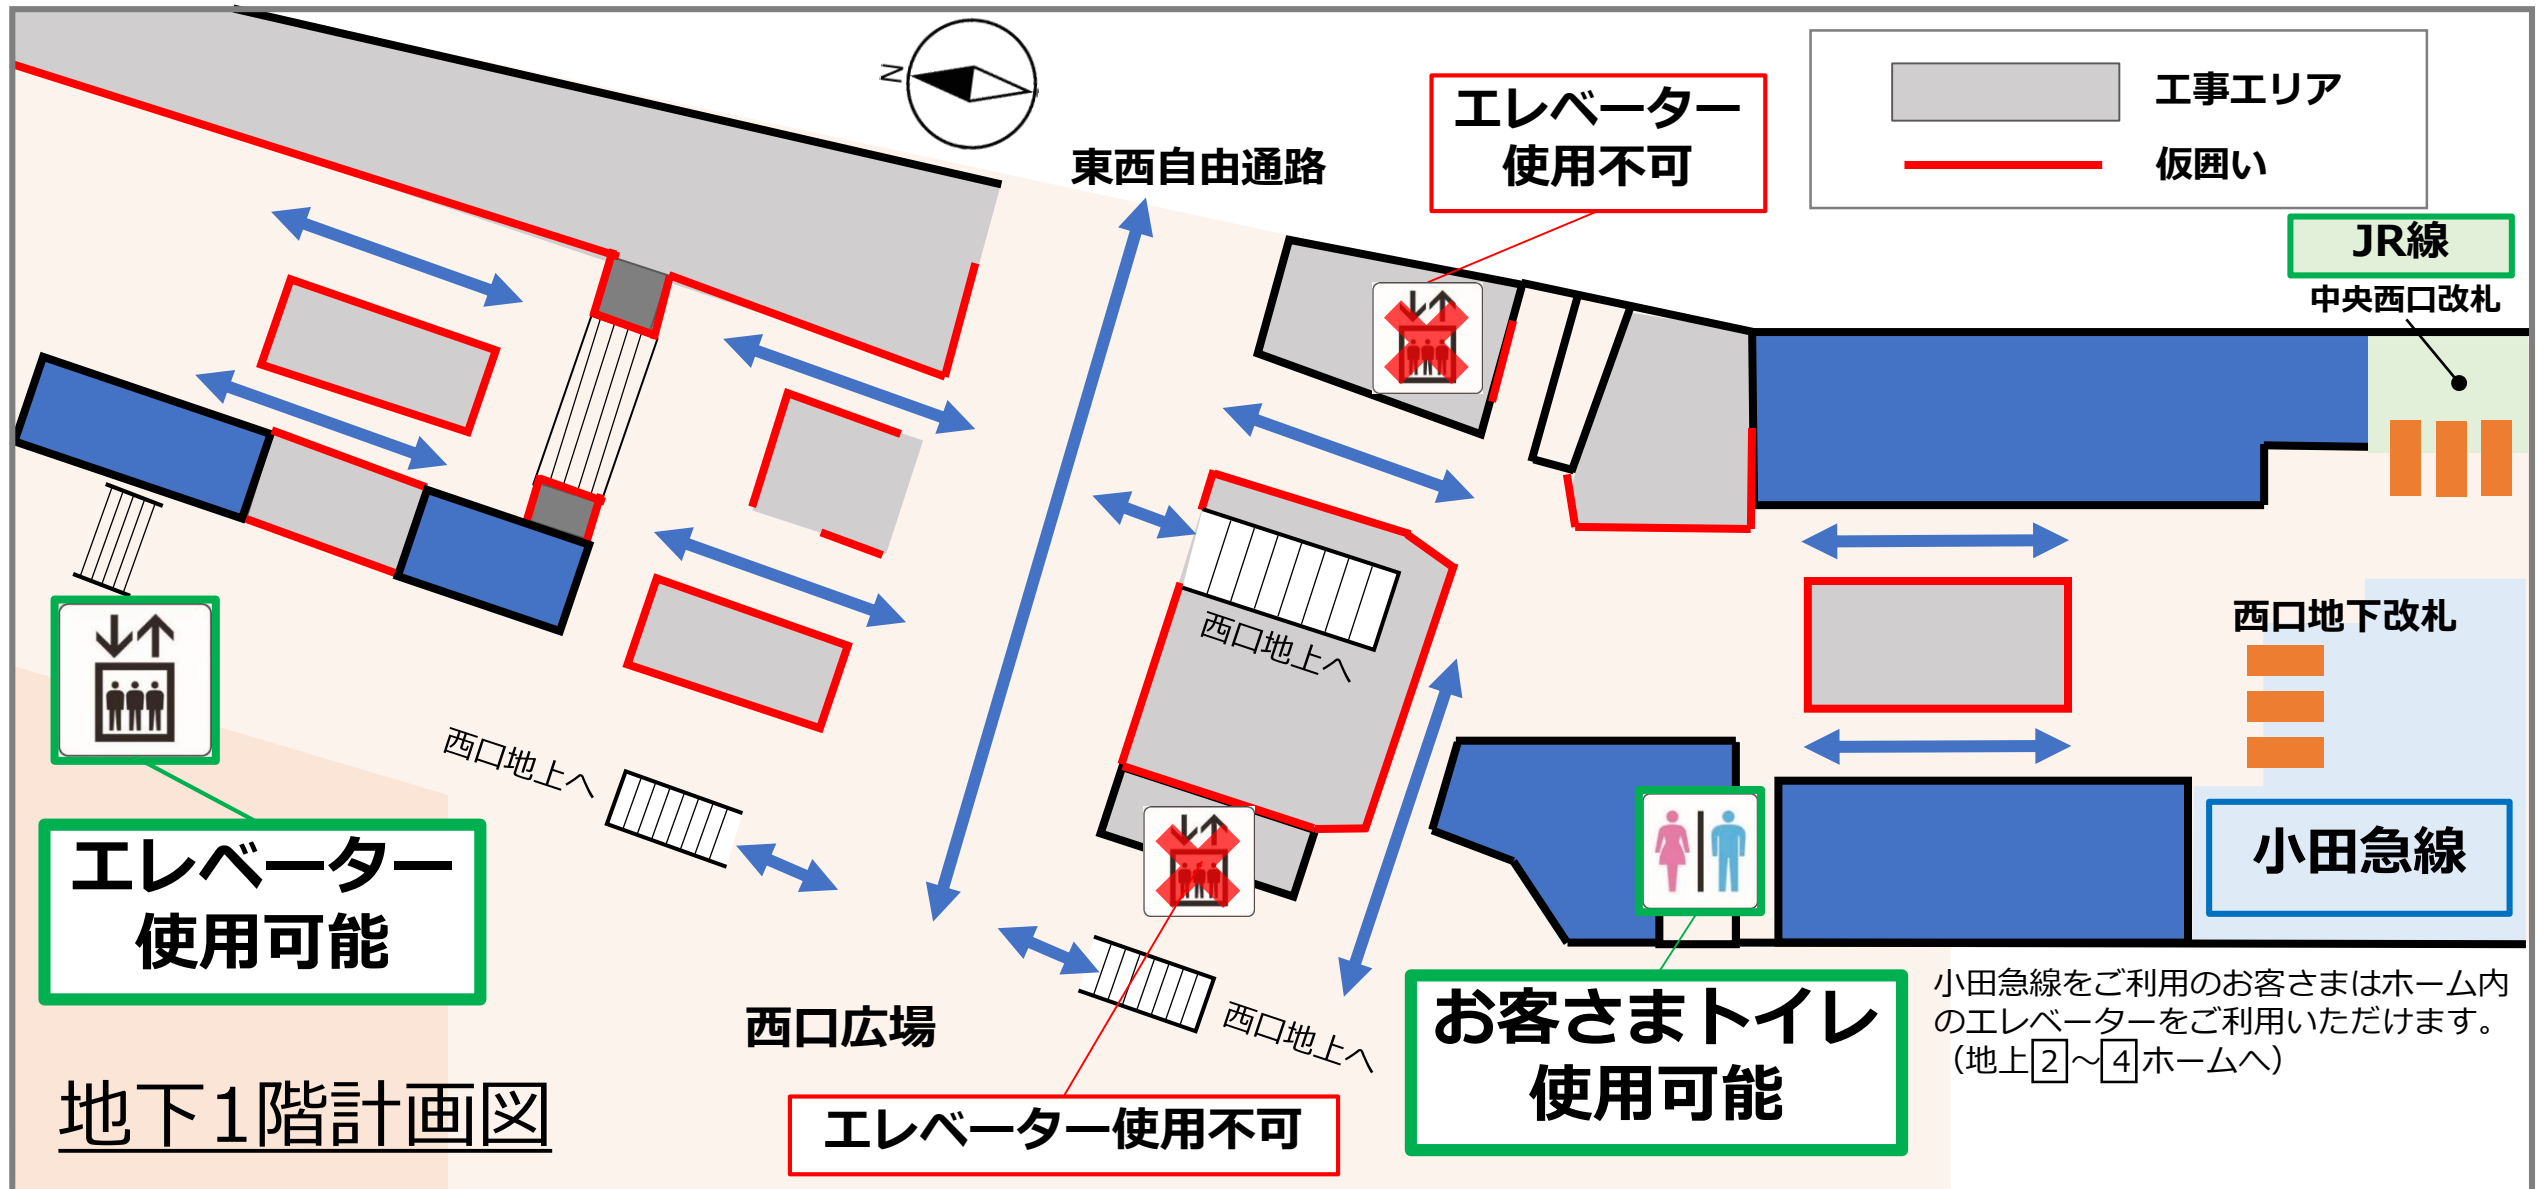 N
工事エリア
仮囲い
エレベーター
使用不可
東西自由通路
JR線
中央西口改札
西口地下改札
西口地上へ
西口地上へ
エレベーター
使用可能
小田急線
西口広場
西口地上へ
お客さまトイレ
使用可能
小田急線をご利用のお客さまはホーム内
のエレベーターをご利用いただけます。
（地上2～4ホームへ）
エレベーター使用不可
地下1階計画図